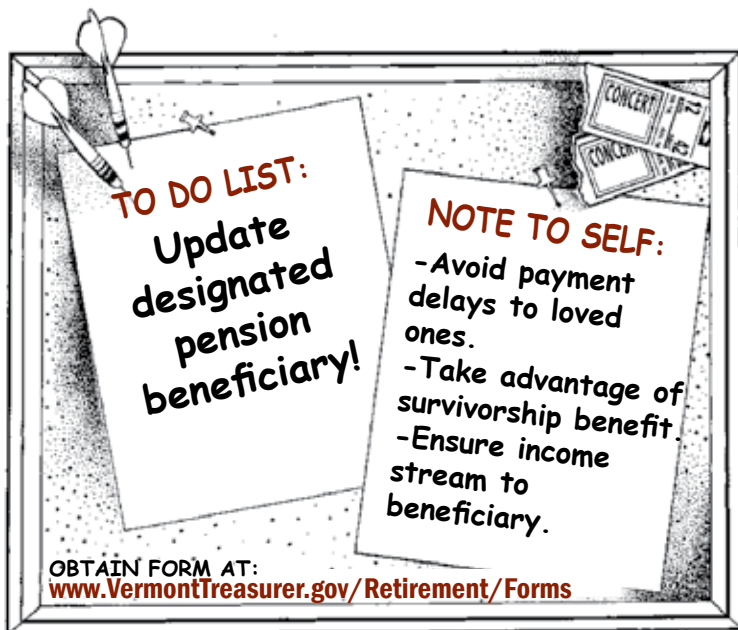 CONCERT
CONCERT
TO DO LIST:
Update
designated
pension
beneficiary!
NOTE TO SELF:
-Avoid payment
delays to loved
ones.
-Take advantage of
survivorship benefit.
-Ensure income
stream to
beneficiary.
OBTAIN FORM AT:
www.VermontTreasurer.gov/Retirement/Forms